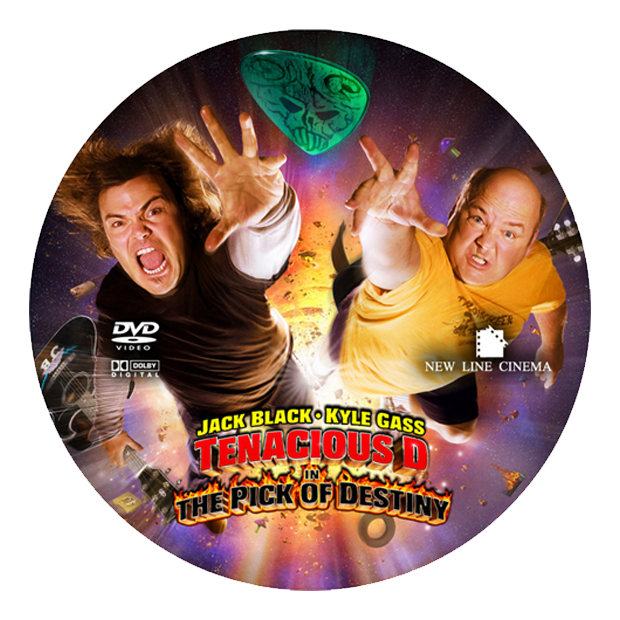 DVD
VIDEO
DOLBY
DIGITAL
NEW LINE CINEMA
JACK BLACK • KYLE GASS
TENACIOUS D
IN
THE PICK OF DESTINY